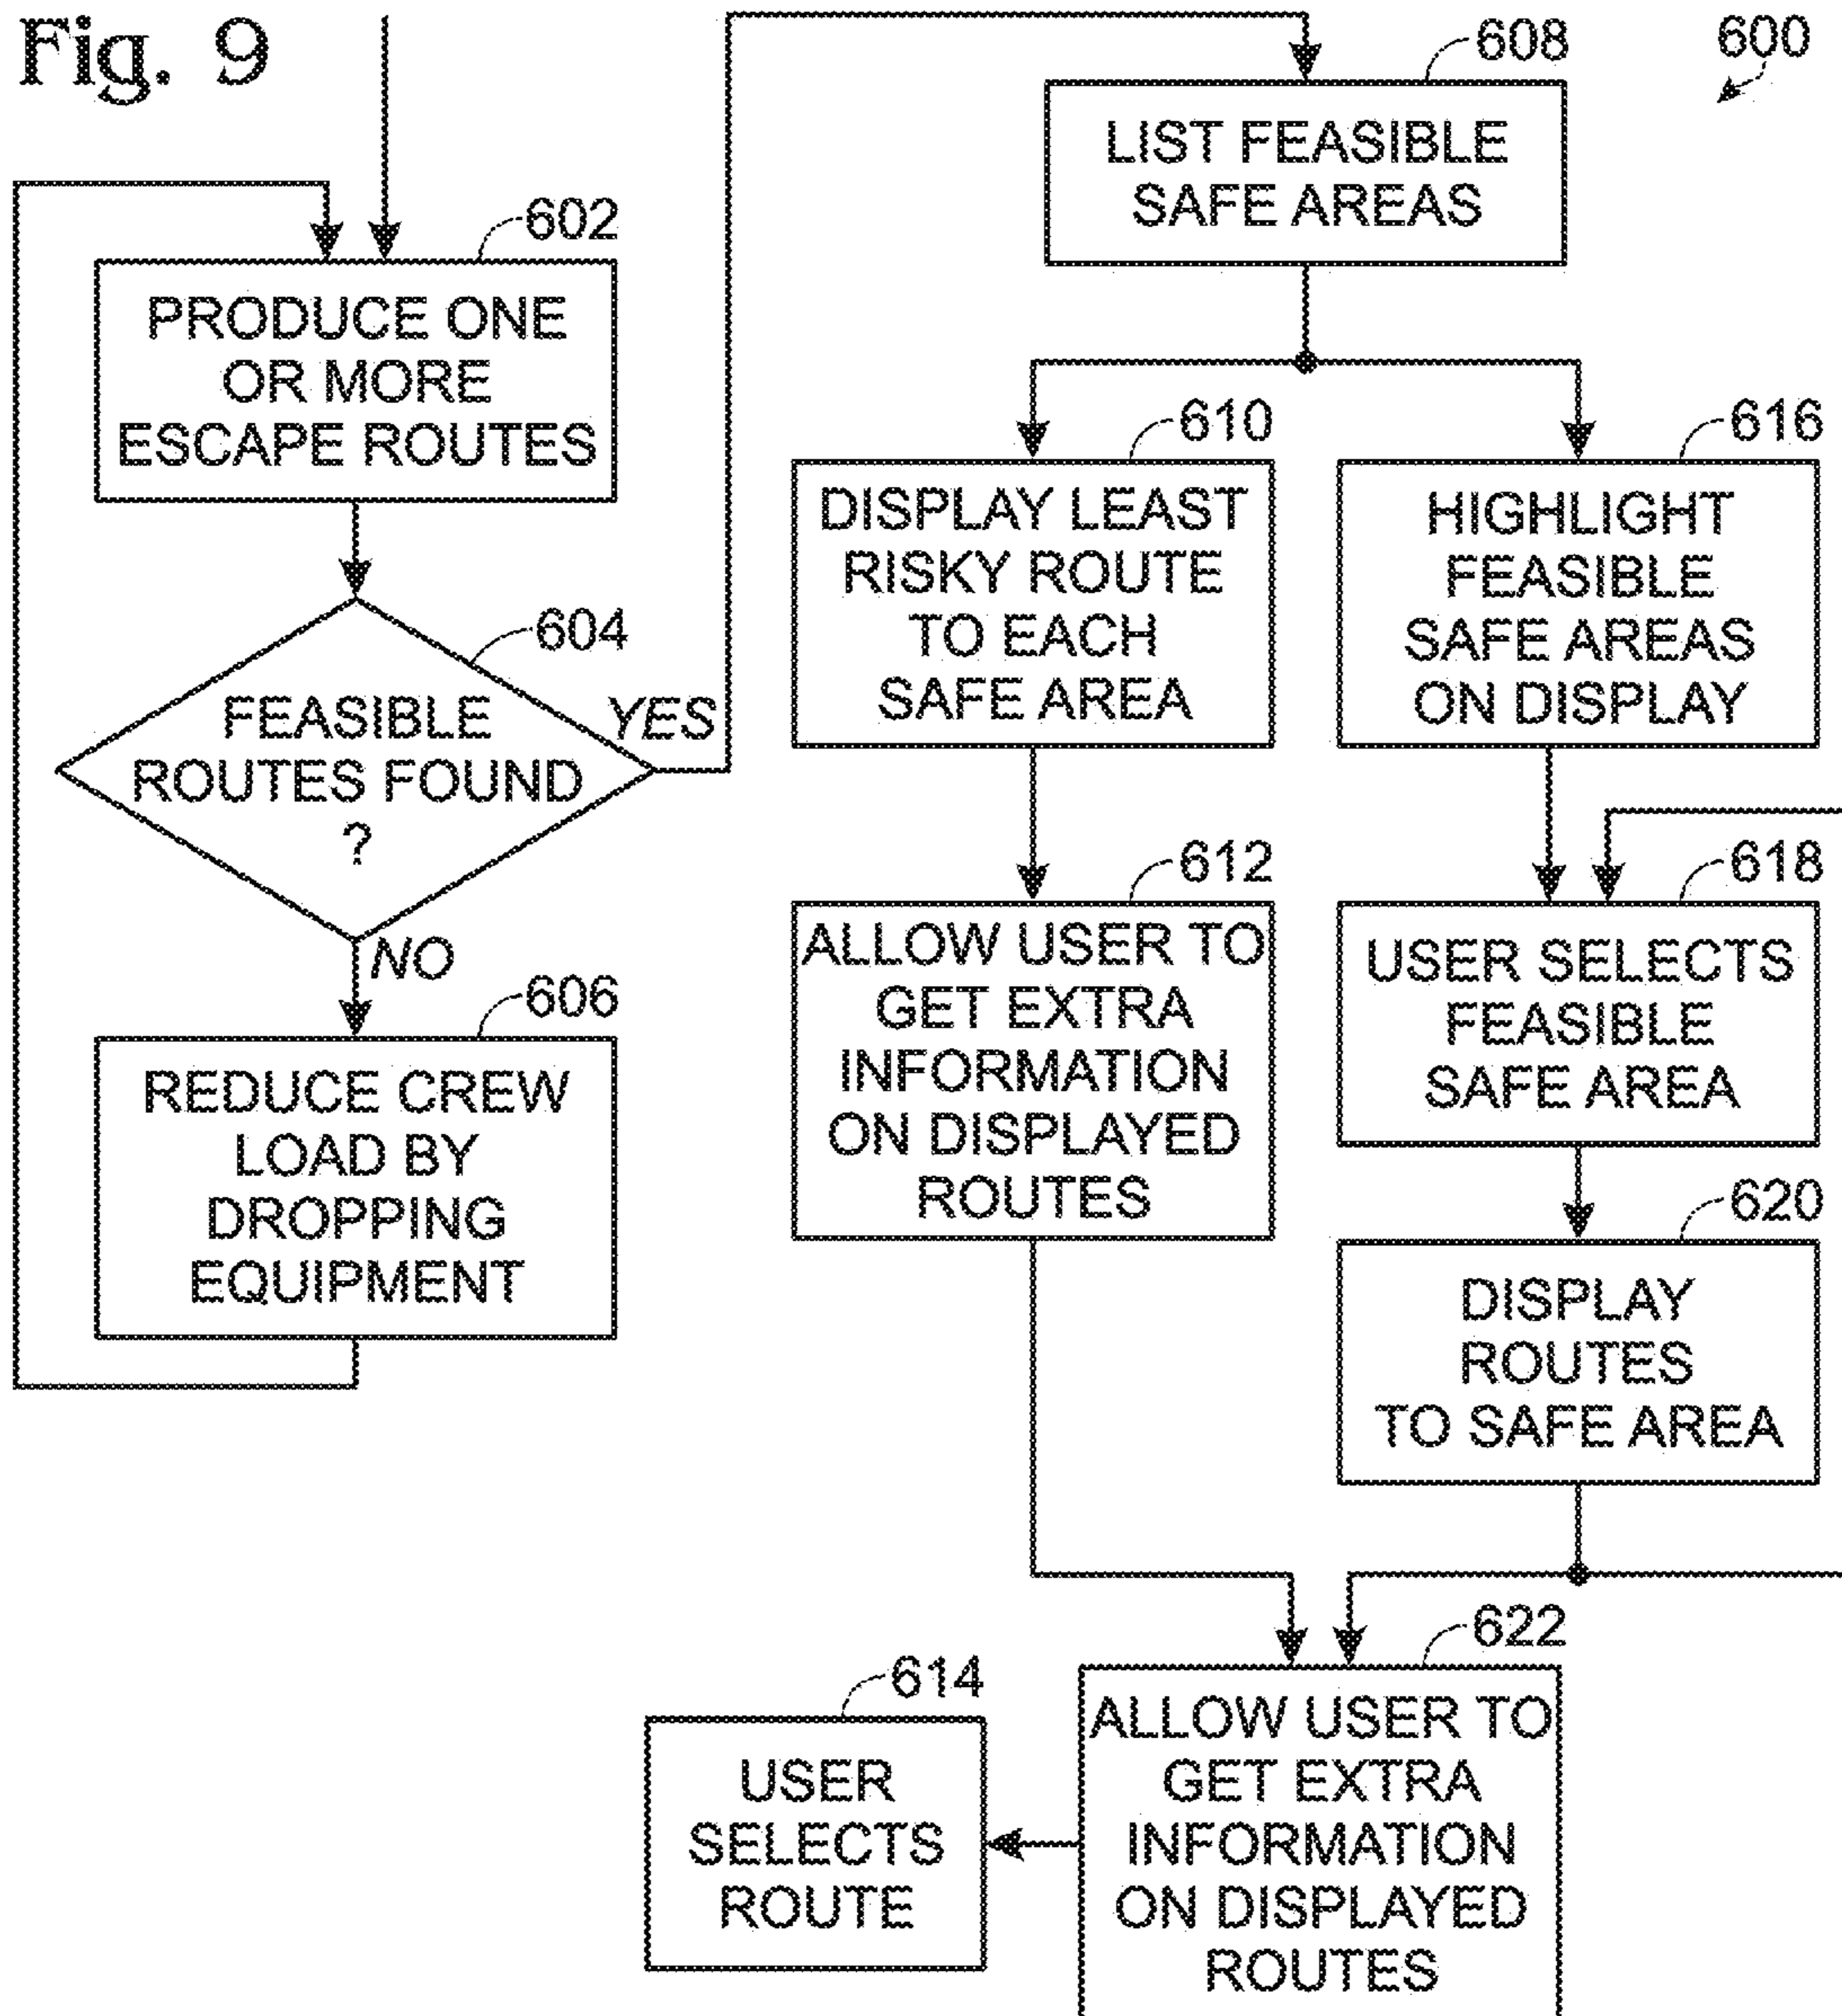 Fig. 9
600
602
PRODUCE ONE
OR MORE
ESCAPE ROUTES
604
FEASIBLE
ROUTES FOUND
?
YES
NO
606
REDUCE CREW
LOAD BY
DROPPING
EQUIPMENT
608
LIST FEASIBLE
SAFE AREAS
610
DISPLAY LEAST
RISKY ROUTE
TO EACH
SAFE AREA
612
ALLOW USER TO
GET EXTRA
INFORMATION
ON DISPLAYED
ROUTES
616
HIGHLIGHT
FEASIBLE
SAFE AREAS
ON DISPLAY
618
USER SELECTS
FEASIBLE
SAFE AREA
620
DISPLAY
ROUTES
TO SAFE AREA
622
ALLOW USER TO
GET EXTRA
INFORMATION
ON DISPLAYED
ROUTES
614
USER
SELECTS
ROUTE